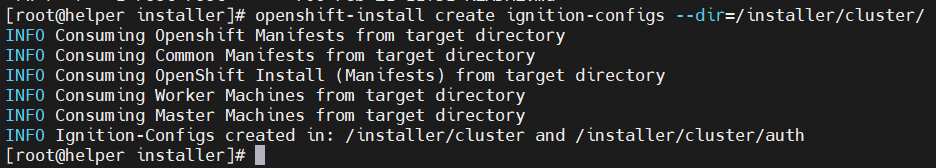 [root@helper installer]# openshift-install create ignition-configs --dir=/installer/cluster/
INFO Consuming Openshift Manifests from target directory
INFO Consuming Common Manifests from target directory
INFO Consuming OpenShift Install (Manifests) from target directory
INFO Consuming Worker Machines from target directory
INFO Consuming Master Machines from target directory
INFO Ignition-Configs created in: /installer/cluster and /installer/cluster/auth
[root@helper installer]#